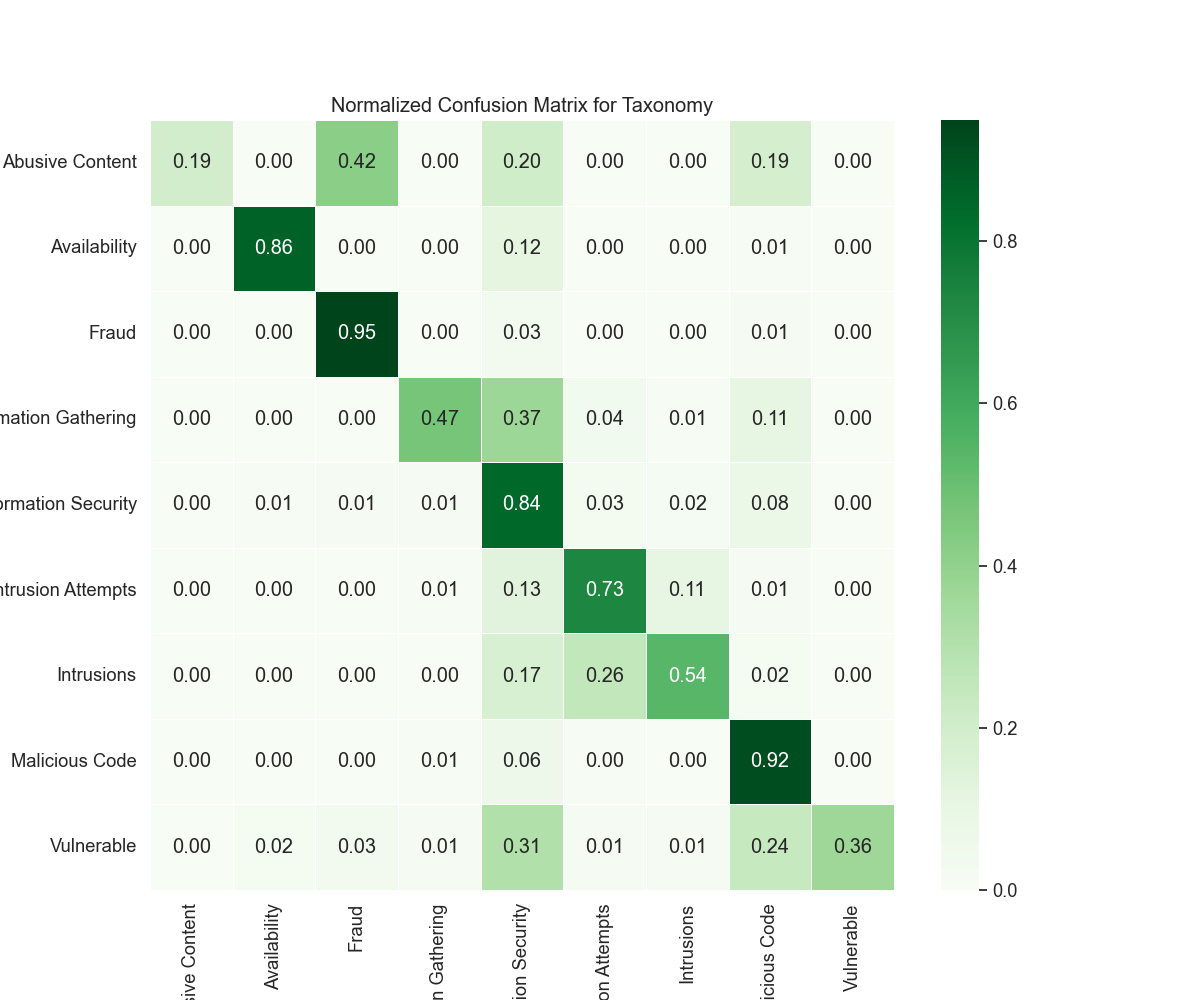 Normalized Confusion Matrix for Taxonomy
Abusive Content 0.19 0.00 0.42 0.00 0.20 0.00 0.00 0.19 0.00
Availability 0.00 0.86 0.00 0.00 0.12 0.00 0.00 0.01 0.00
Fraud 0.00 0.00 0.95 0.00 0.03 0.00 0.00 0.01 0.00
mation Gathering 0.00 0.00 0.00 0.47 0.37 0.04 0.01 0.11 0.00
ormation Security 0.00 0.01 0.01 0.01 0.84 0.03 0.02 0.08 0.00
ntrusion Attempts 0.00 0.00 0.00 0.01 0.13 0.73 0.11 0.01 0.00
Intrusions 0.00 0.00 0.00 0.00 0.17 0.26 0.54 0.02 0.00
Malicious Code 0.00 0.00 0.00 0.01 0.06 0.00 0.00 0.92 0.00
Vulnerable 0.00 0.02 0.03 0.01 0.31 0.01 0.01 0.24 0.36
sive Content
Availability
Fraud
n Gathering
ion Security
on Attempts
Intrusions
icious Code
Vulnerable
0.8
0.6
0.4
0.2
0.0